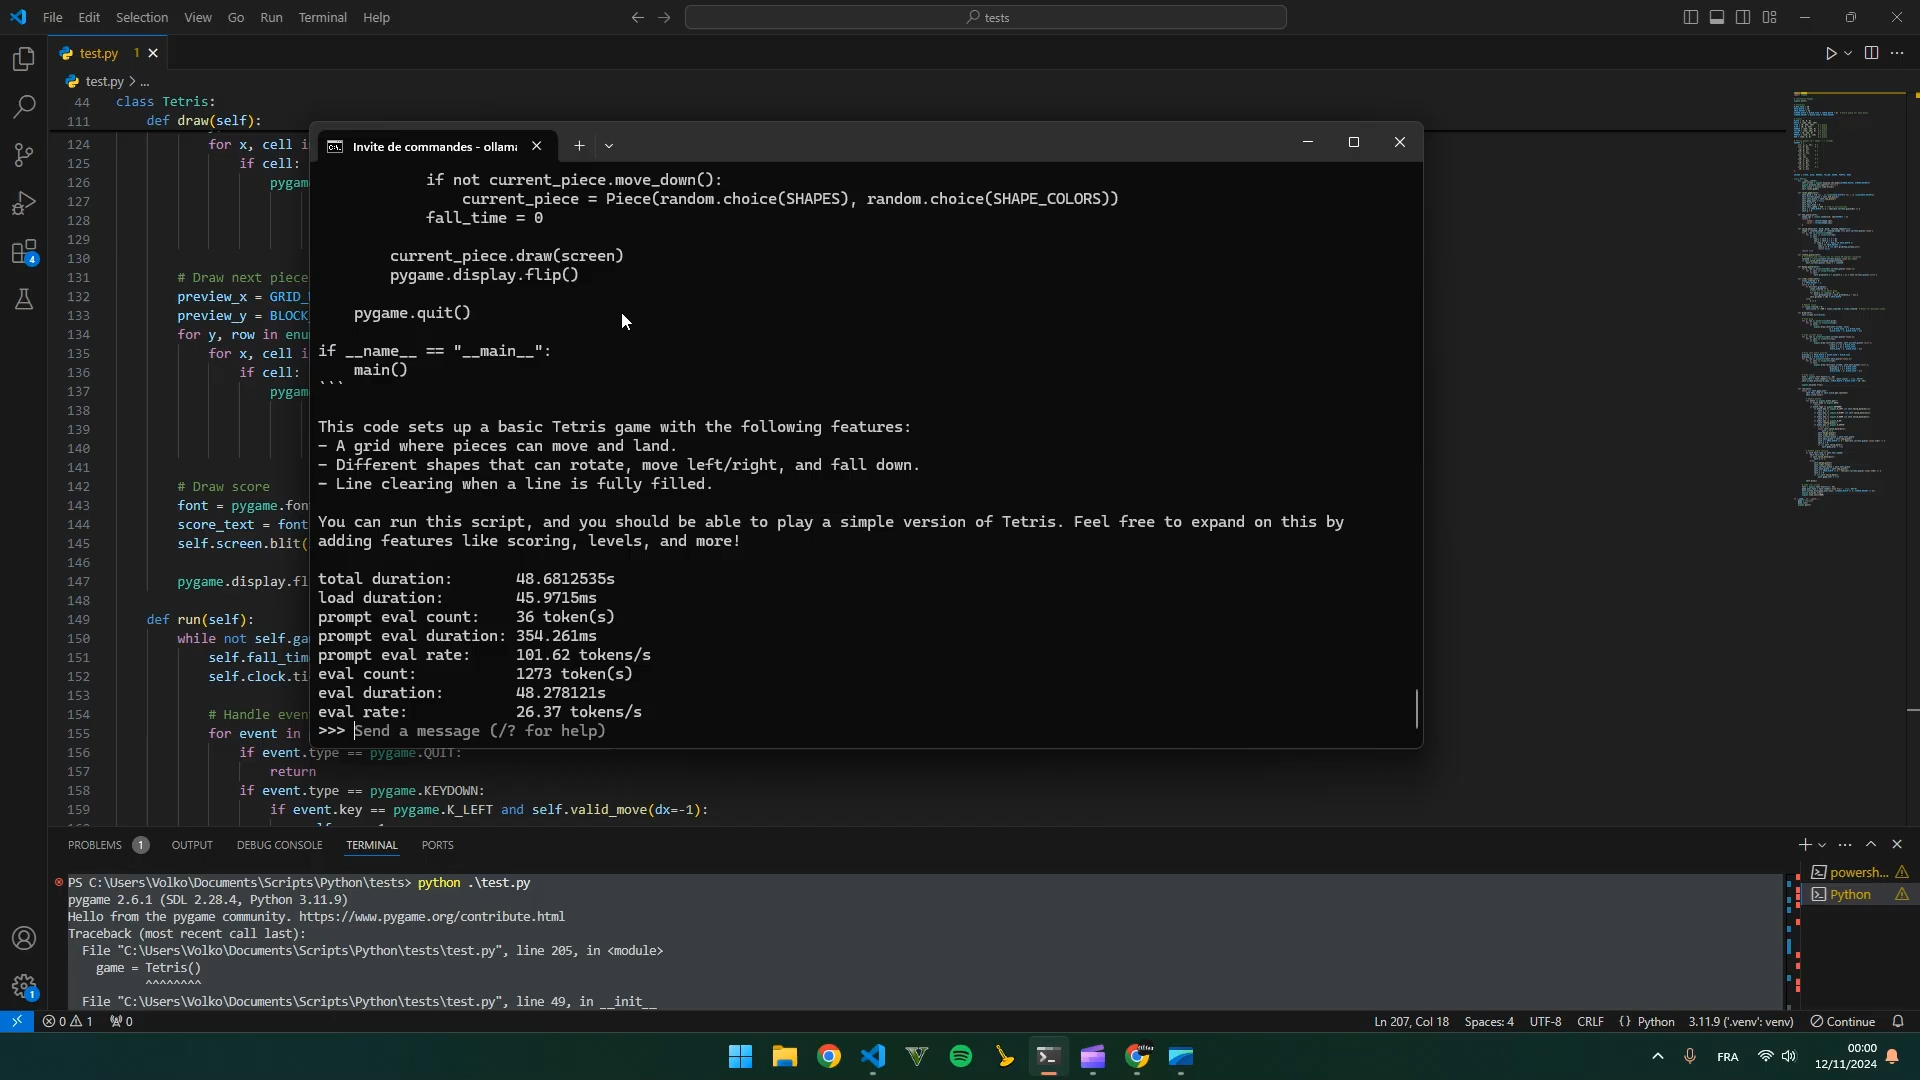 File Edit Selection View Go Run Terminal Help
tests
test.py 1
test.py > ...
44 class Tetris:
111 def draw(self):
124 for x, cell i
125 if cell:
126 pygam
127
128
129
130
131 # Draw next piece
132 preview_x = GRID_
133 preview_y = BLOCK
134 for y, row in enu
135 for x, cell i
136 if cell:
137 pygam
138
139
140
141
142 # Draw score
143 font = pygame.fon
144 score_text = font
145 self.screen.blit(
146
147 pygame.display.fl
148
149 def run(self):
150 while not self.ga
151 self.fall_tim
152 self.clock.ti
153
154 # Handle even
155 for event in
156 if event.type == pygame.QUIT:
157 return
158 if event.type == pygame.KEYDOWN:
159 if event.key == pygame.K_LEFT and self.valid_move(dx=-1):
Invite de commandes - ollama
if not current_piece.move_down():
current_piece = Piece(random.choice(SHAPES), random.choice(SHAPE_COLORS))
fall_time = 0
current_piece.draw(screen)
pygame.display.flip()
pygame.quit()
if __name__ == "__main__":
main()
```
This code sets up a basic Tetris game with the following features:
- A grid where pieces can move and land.
- Different shapes that can rotate, move left/right, and fall down.
- Line clearing when a line is fully filled.
You can run this script, and you should be able to play a simple version of Tetris. Feel free to expand on this by
adding features like scoring, levels, and more!
total duration: 48.6812535s
load duration: 45.9715ms
prompt eval count: 36 token(s)
prompt eval duration: 354.261ms
prompt eval rate: 101.62 tokens/s
eval count: 1273 token(s)
eval duration: 48.278121s
eval rate: 26.37 tokens/s
>>> Send a message (/? for help)
PROBLEMS 1 OUTPUT DEBUG CONSOLE TERMINAL PORTS
PS C:\Users\Volko\Documents\Scripts\Python\tests> python .\test.py
pygame 2.6.1 (SDL 2.28.4, Python 3.11.9)
Hello from the pygame community. https://www.pygame.org/contribute.html
Traceback (most recent call last):
File "C:\Users\Volko\Documents\Scripts\Python\tests\test.py", line 205, in <module>
game = Tetris()
^^^^^^^^
File "C:\Users\Volko\Documents\Scripts\Python\tests\test.py", line 49, in __init__
powersh...
Python
4
1
0 1 0
Ln 207, Col 18 Spaces: 4 UTF-8 CRLF {} Python 3.11.9 ('.venv': venv) Continue
FRA
00:00
12/11/2024